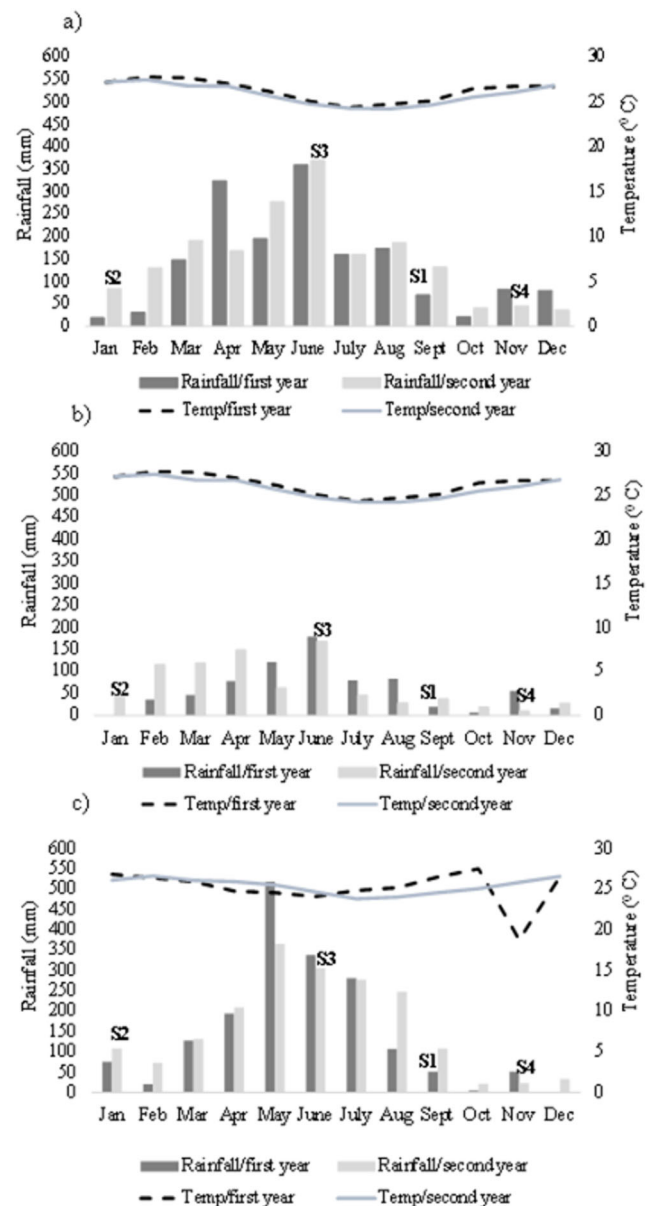 a)
600 30
550
500 25
450
400 20
350
300 15
250
200 10
150
100 5
50
0 0
Rainfall (mm)
Temperature (º C)
S2
S3
S1
S4
Jan Feb Mar Apr May June July Aug Sept Oct Nov Dec
Rainfall/first year Rainfall/second year
Temp/first year Temp/second year
b)
600 30
550
500 25
450
400 20
350
300 15
250
200 10
150
100 5
50
0 0
Rainfall (mm)
Temperature (º C)
S2
S3
S1
S4
Jan Feb Mar Apr May June July Aug Sept Oct Nov Dec
Rainfall/first year Rainfall/second year
Temp/first year Temp/second year
c)
600 30
550
500 25
450
400 20
350
300 15
250
200 10
150
100 5
50
0 0
Rainfall (mm)
Temperature (º C)
S2
S3
S1
S4
Jan Feb Mar Apr May June July Aug Sept Oct Nov Dec
Rainfall/first year Rainfall/second year
Temp/first year Temp/second year